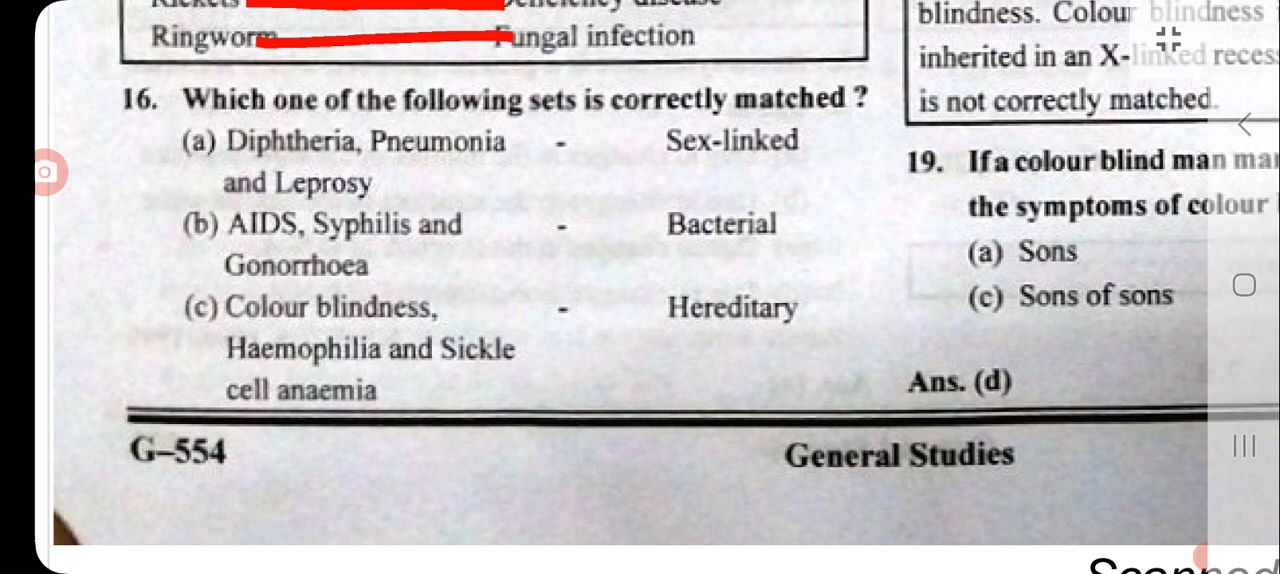 Ringworm Fungal infection
16. Which one of the following sets is correctly matched ?
(a) Diphtheria, Pneumonia - Sex-linked
and Leprosy
(b) AIDS, Syphilis and - Bacterial
Gonorrhoea
(c) Colour blindness, - Hereditary
Haemophilia and Sickle
cell anaemia
G–554
blindness. Colour blindness
inherited in an X-linked
is not correctly matched.
19. If a colour blind man
the symptoms of colour
(a) Sons
(c) Sons of sons
Ans. (d)
General Studies